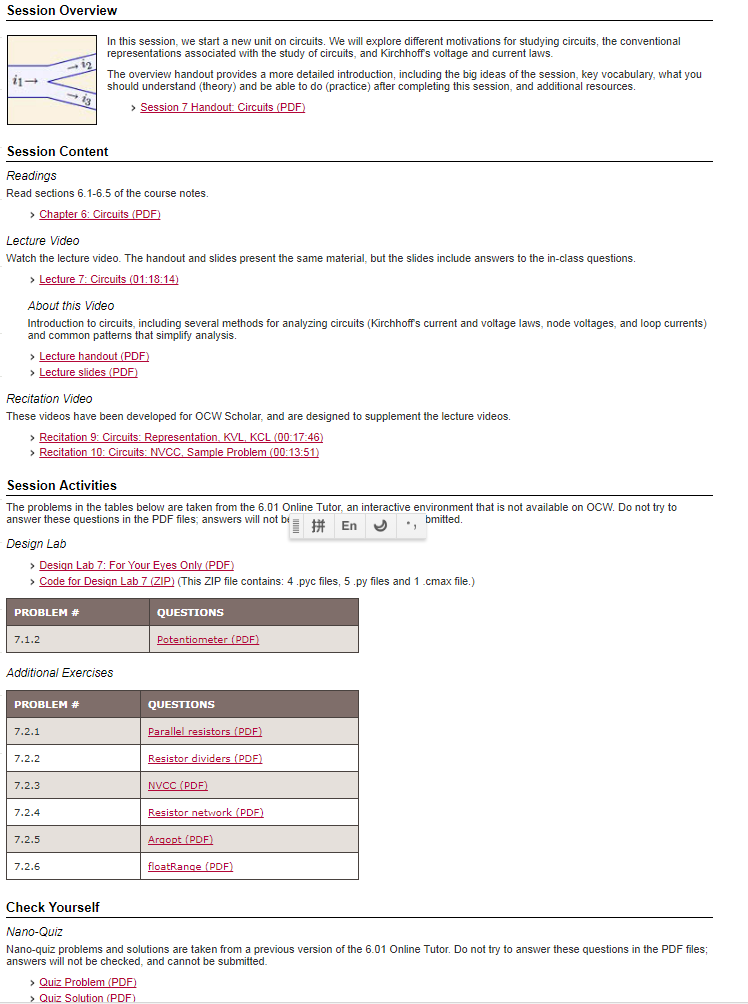 Session Overview
In this session, we start a new unit on circuits. We will explore different motivations for studying circuits, the conventional
representations associated with the study of circuits, and Kirchhoff's voltage and current laws.
i1→
→ i2
→ i3
The overview handout provides a more detailed introduction, including the big ideas of the session, key vocabulary, what you
should understand (theory) and be able to do (practice) after completing this session, and additional resources.
› Session 7 Handout: Circuits (PDF)
Session Content
Readings
Read sections 6.1-6.5 of the course notes.
› Chapter 6: Circuits (PDF)
Lecture Video
Watch the lecture video. The handout and slides present the same material, but the slides include answers to the in-class questions.
› Lecture 7: Circuits (01:18:14)
About this Video
Introduction to circuits, including several methods for analyzing circuits (Kirchhoff's current and voltage laws, node voltages, and loop currents)
and common patterns that simplify analysis.
› Lecture handout (PDF)
› Lecture slides (PDF)
Recitation Video
These videos have been developed for OCW Scholar, and are designed to supplement the lecture videos.
› Recitation 9: Circuits: Representation, KVL, KCL (00:17:46)
› Recitation 10: Circuits: NVCC, Sample Problem (00:13:51)
Session Activities
The problems in the tables below are taken from the 6.01 Online Tutor, an interactive environment that is not available on OCW. Do not try to
answer these questions in the PDF files; answers will not be 拼 En bmitted.
Design Lab
› Design Lab 7: For Your Eyes Only (PDF)
› Code for Design Lab 7 (ZIP) (This ZIP file contains: 4 .pyc files, 5 .py files and 1 .cmax file.)
PROBLEM # QUESTIONS
7.1.2 Potentiometer (PDF)
Additional Exercises
PROBLEM # QUESTIONS
7.2.1 Parallel resistors (PDF)
7.2.2 Resistor dividers (PDF)
7.2.3 NVCC (PDF)
7.2.4 Resistor network (PDF)
7.2.5 Argopt (PDF)
7.2.6 floatRange (PDF)
Check Yourself
Nano-Quiz
Nano-quiz problems and solutions are taken from a previous version of the 6.01 Online Tutor. Do not try to answer these questions in the PDF files;
answers will not be checked, and cannot be submitted.
› Quiz Problem (PDF)
› Quiz Solution (PDF)